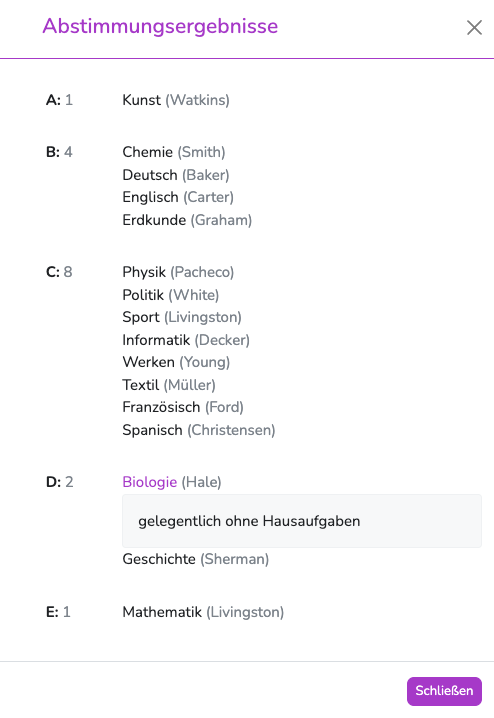 Abstimmungsergebnisse
A: 1 Kunst (Watkins)
B: 4 Chemie (Smith)
Deutsch (Baker)
Englisch (Carter)
Erdkunde (Graham)
C: 8 Physik (Pacheco)
Politik (White)
Sport (Livingston)
Informatik (Decker)
Werken (Young)
Textil (Müller)
Französisch (Ford)
Spanisch (Christensen)
D: 2 Biologie (Hale)
gelegentlich ohne Hausaufgaben
Geschichte (Sherman)
E: 1 Mathematik (Livingston)
Schließen